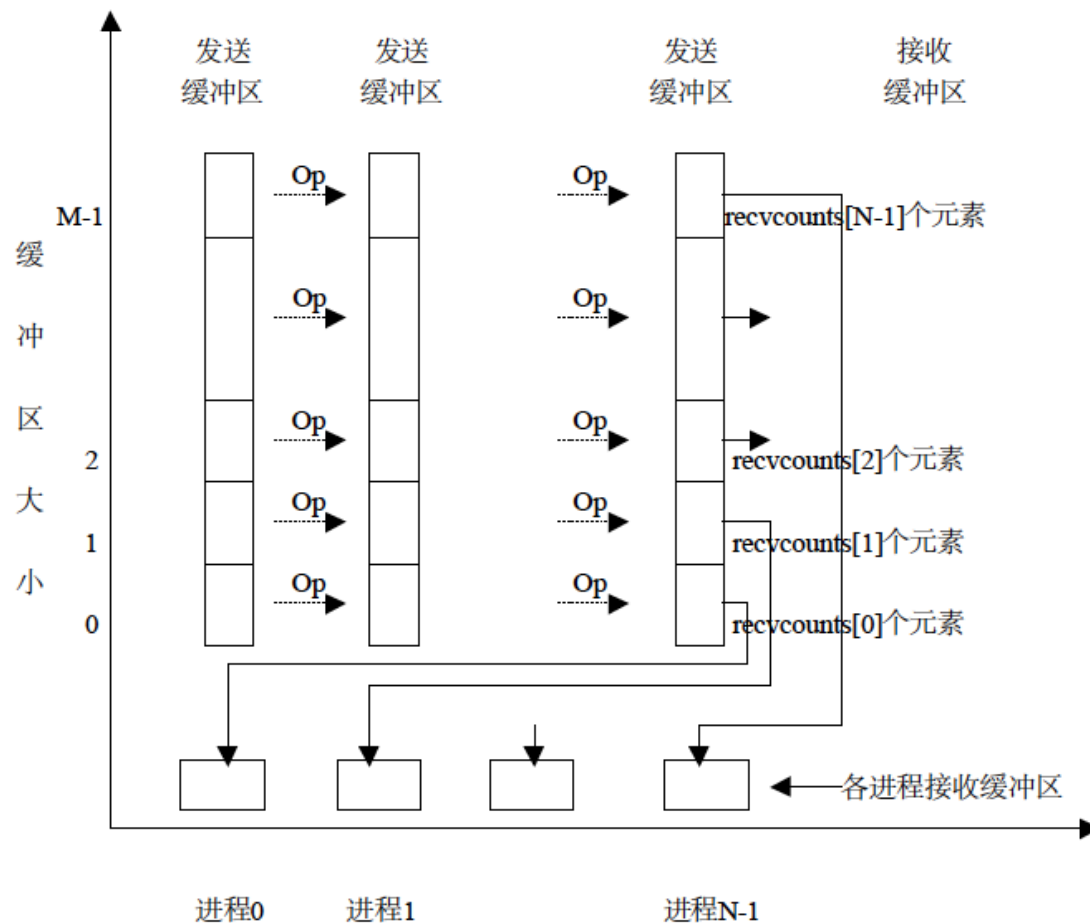 发送
缓冲区
发送
缓冲区
发送
缓冲区
接收
缓冲区
Op
Op
M-1
recvcounts[N-1]个元素
缓
冲
区
大
小
Op
Op
Op
Op
2
recvcounts[2]个元素
Op
Op
1
recvcounts[1]个元素
Op
Op
0
recvcounts[0]个元素
各进程接收缓冲区
进程0
进程1
进程N-1